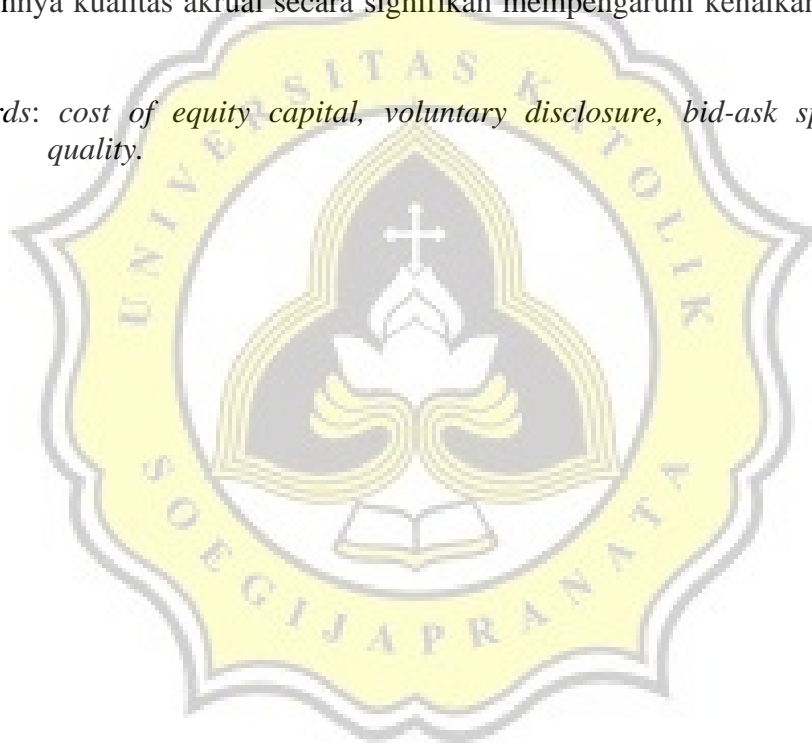 nnya kualitas akrual secara signifikan mempengaruhi kenaikan
rds: cost of equity capital, voluntary disclosure, bid-ask sp
quality.
UNIVERSITAS KATOLIK
SOEGIJAPRANATA